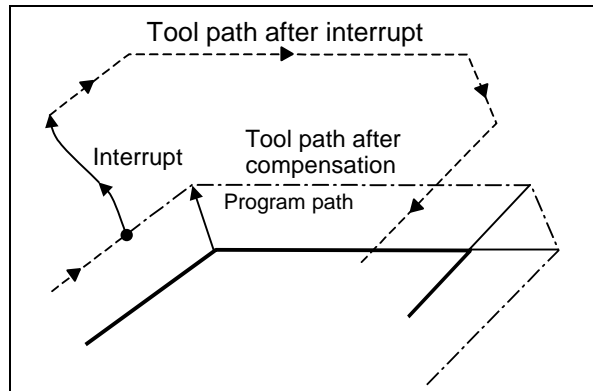 Tool path after interrupt
Interrupt
Tool path after
compensation
Program path